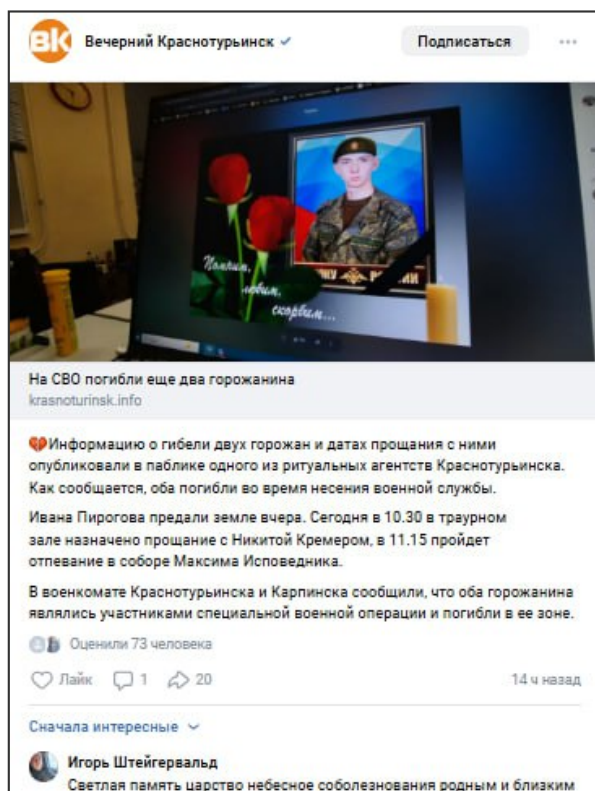 ВК
Вечерний Краснотурьинск
Подписаться
Помним,
любим,
скорбим...
На СВО погибли еще два горожанина
krasnoturinsk.info
Информацию о гибели двух горожан и датах прощания с ними
опубликовали в паблике одного из ритуальных агентств Краснотурьинска.
Как сообщается, оба погибли во время несения военной службы.
Ивана Пирогова предали земле вчера. Сегодня в 10.30 в траурном
зале назначено прощание с Никитой Кремером, в 11.15 пройдет
отпевание в соборе Максима Исповедника.
В военкомате Краснотурьинска и Карпинска сообщили, что оба горожанина
являлись участниками специальной военной операции и погибли в ее зоне.
Оценили 73 человека
Лайк 1 20 14 ч назад
Сначала интересные
Игорь Штейгервальд
Светлая память царство небесное соболезнования родным и близким